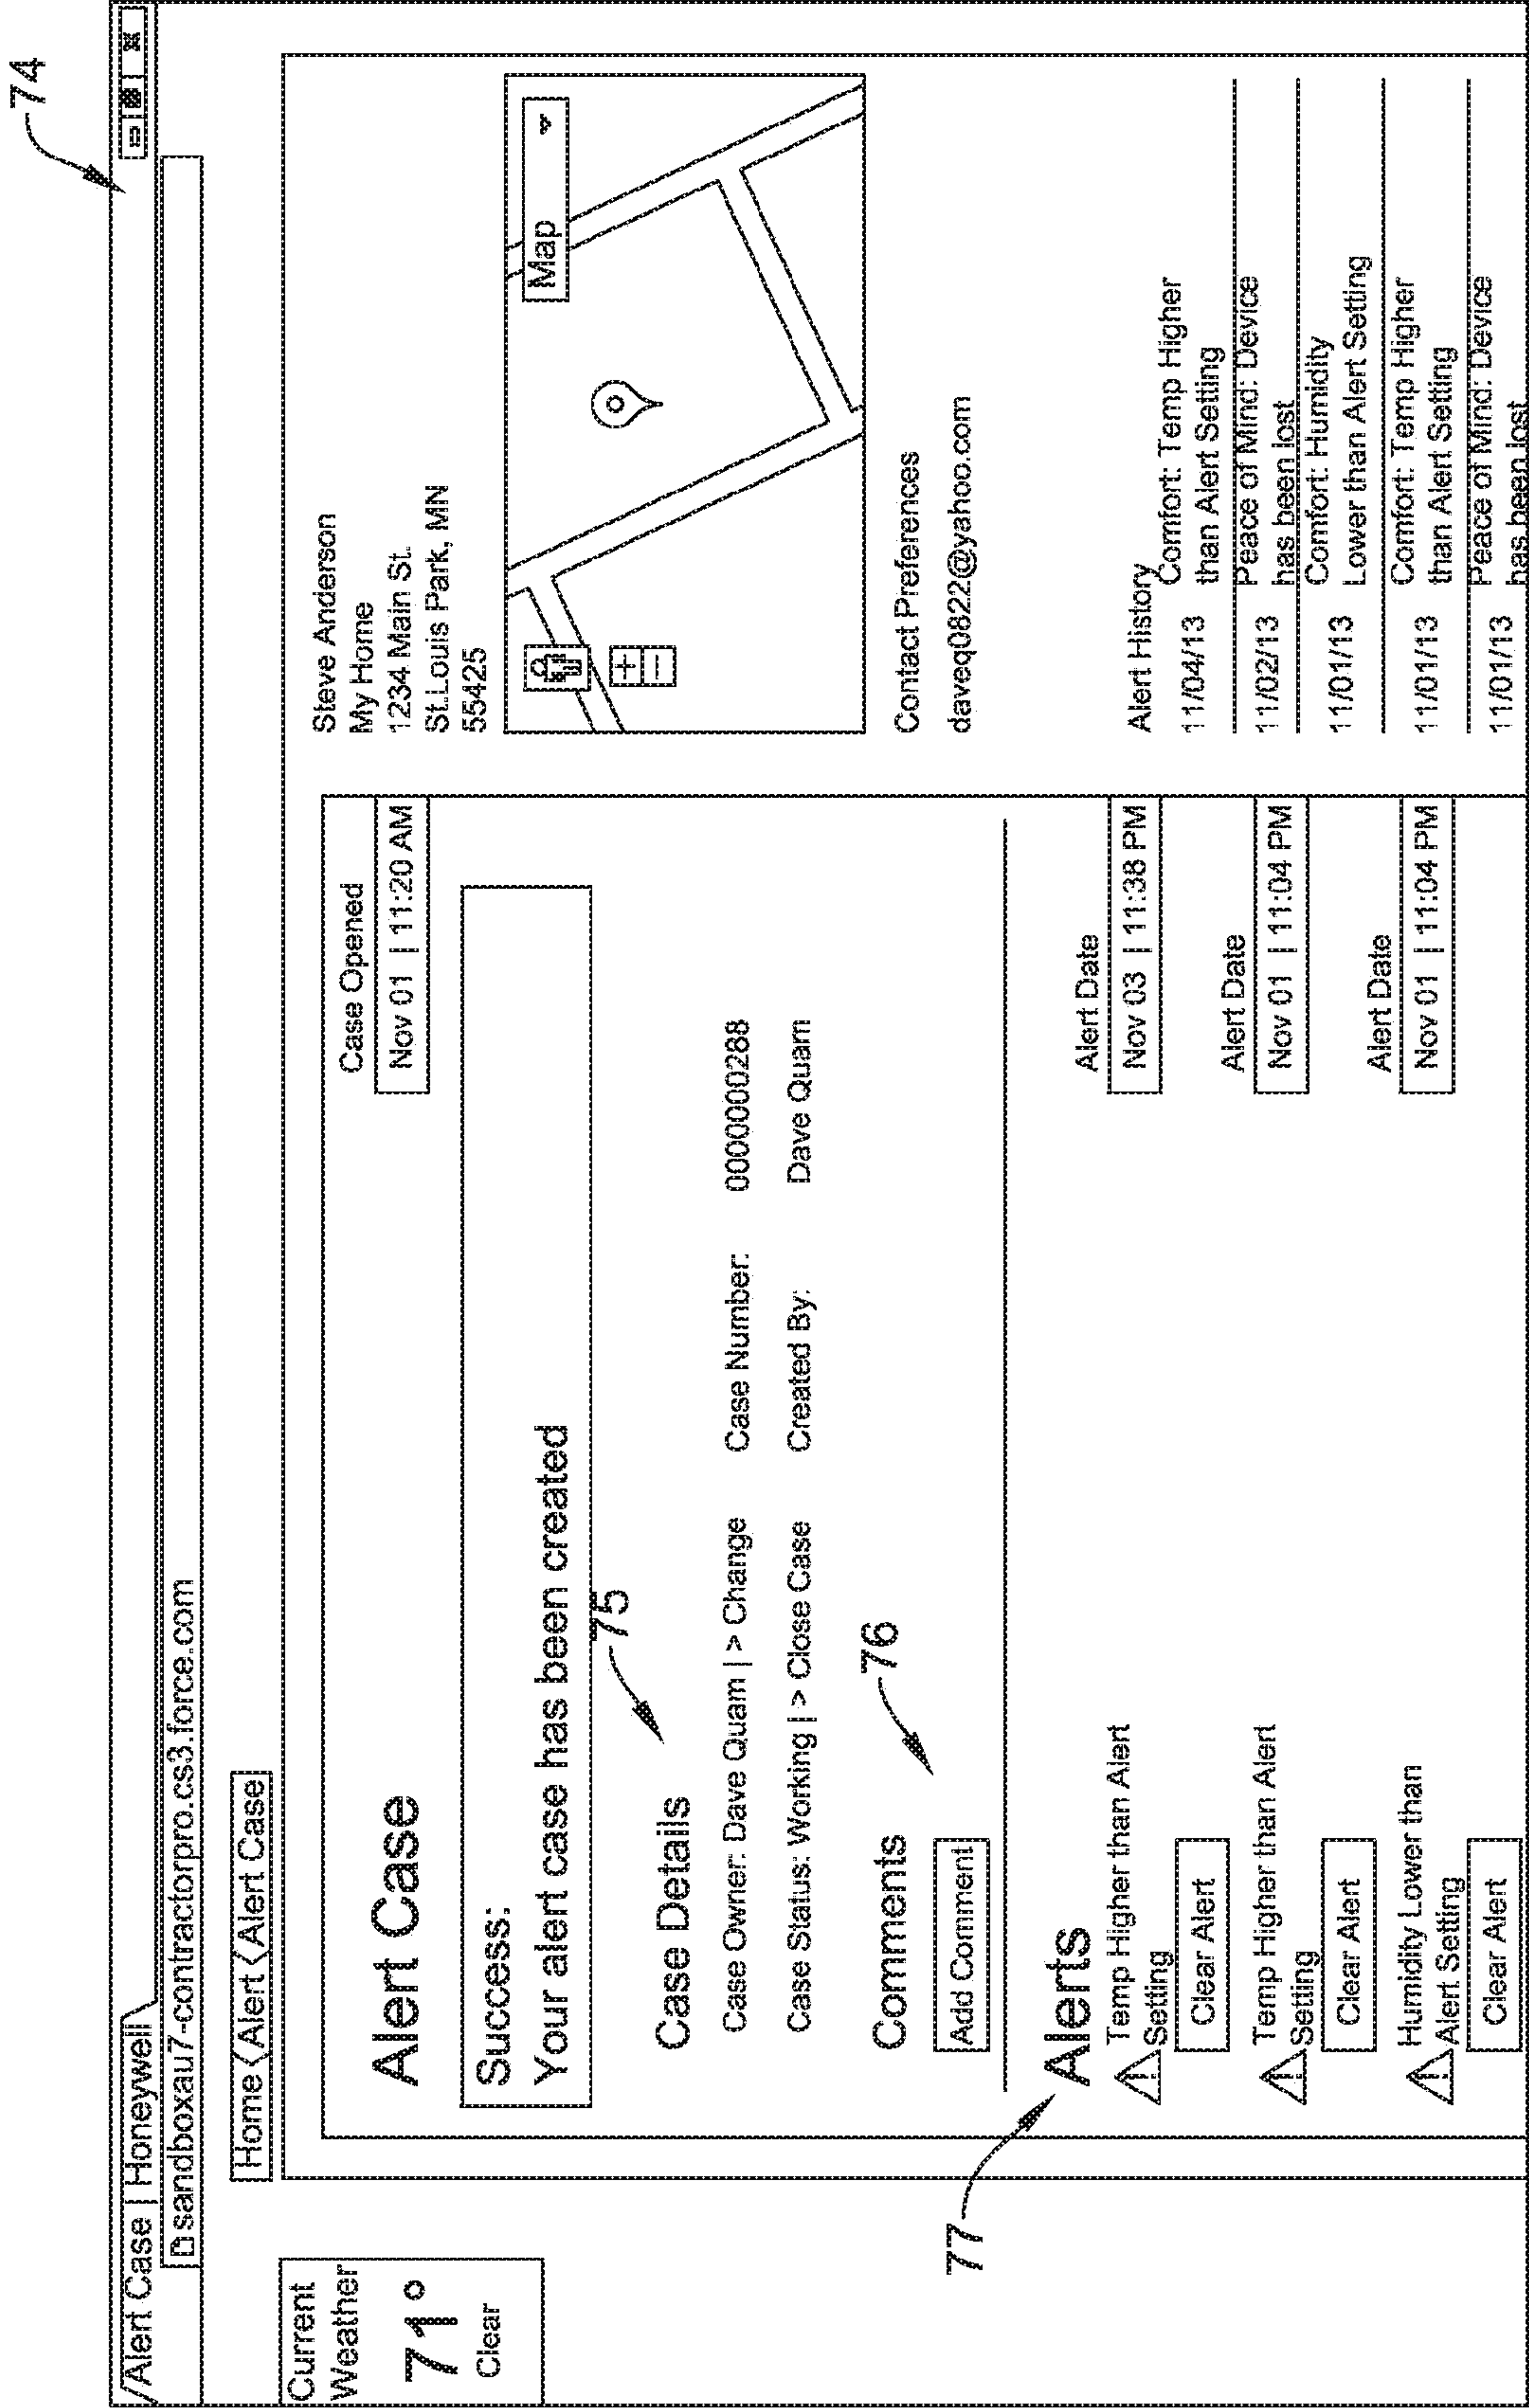 74
Alert Case | Honeywell
sandboxau7-contractorpro.cs3.force.com
Current
Weather
71°
Clear
Home Alert Alert Case
Alert Case
Case Opened
Nov 01 | 11:20 AM
Success:
Your alert case has been created
75
Case Details
Case Owner: Dave Quam | > Change Case Number: 0000000288
Case Status: Working | > Close Case Created By: Dave Quam
76
Comments
Add Comment
77
Alerts
Temp Higher than Alert
Setting
Clear Alert
Alert Date
Nov 03 | 11:38 PM
Temp Higher than Alert
Setting
Clear Alert
Alert Date
Nov 01 | 11:04 PM
Humidity Lower than
Alert Setting
Clear Alert
Alert Date
Nov 01 | 11:04 PM
Steve Anderson
My Home
1234 Main St.
St.Louis Park, MN
55425
Map
+
−
Contact Preferences
daveq0822@yahoo.com
Alert History
11/04/13 Comfort: Temp Higher
than Alert Setting
11/02/13 Peace of Mind: Device
has been lost
11/01/13 Comfort: Humidity
Lower than Alert Setting
11/01/13 Comfort: Temp Higher
than Alert Setting
11/01/13 Peace of Mind: Device
has been lost